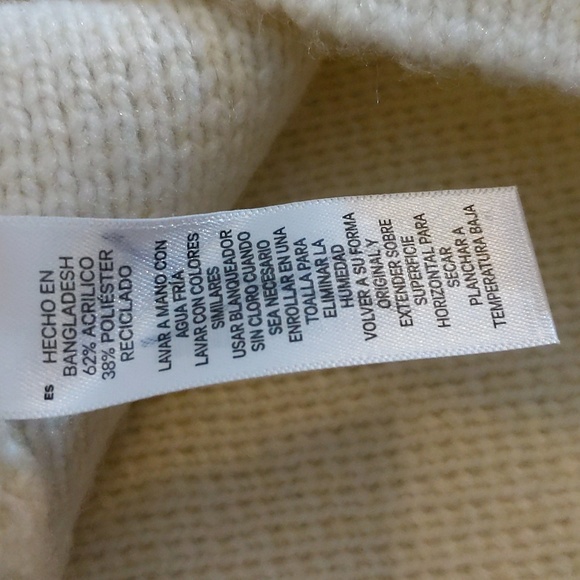 ES
HECHO EN
BANGLADESH
62% ACRILICO
38% POLIÉSTER
RECICLADO
LAVAR A MANO CON
AGUA FRÍA
LAVAR CON COLORES
SIMILARES
USAR BLANQUEADOR
SIN CLORO CUANDO
SEA NECESARIO
ENROLLAR EN UNA
TOALLA PARA
ELIMINAR LA
HUMEDAD
VOLVER A SU FORMA
ORIGINAL Y
EXTENDER SOBRE
SUPERFICIE
HORIZONTAL PARA
SECAR
PLANCHAR A
TEMPERATURA BAJA